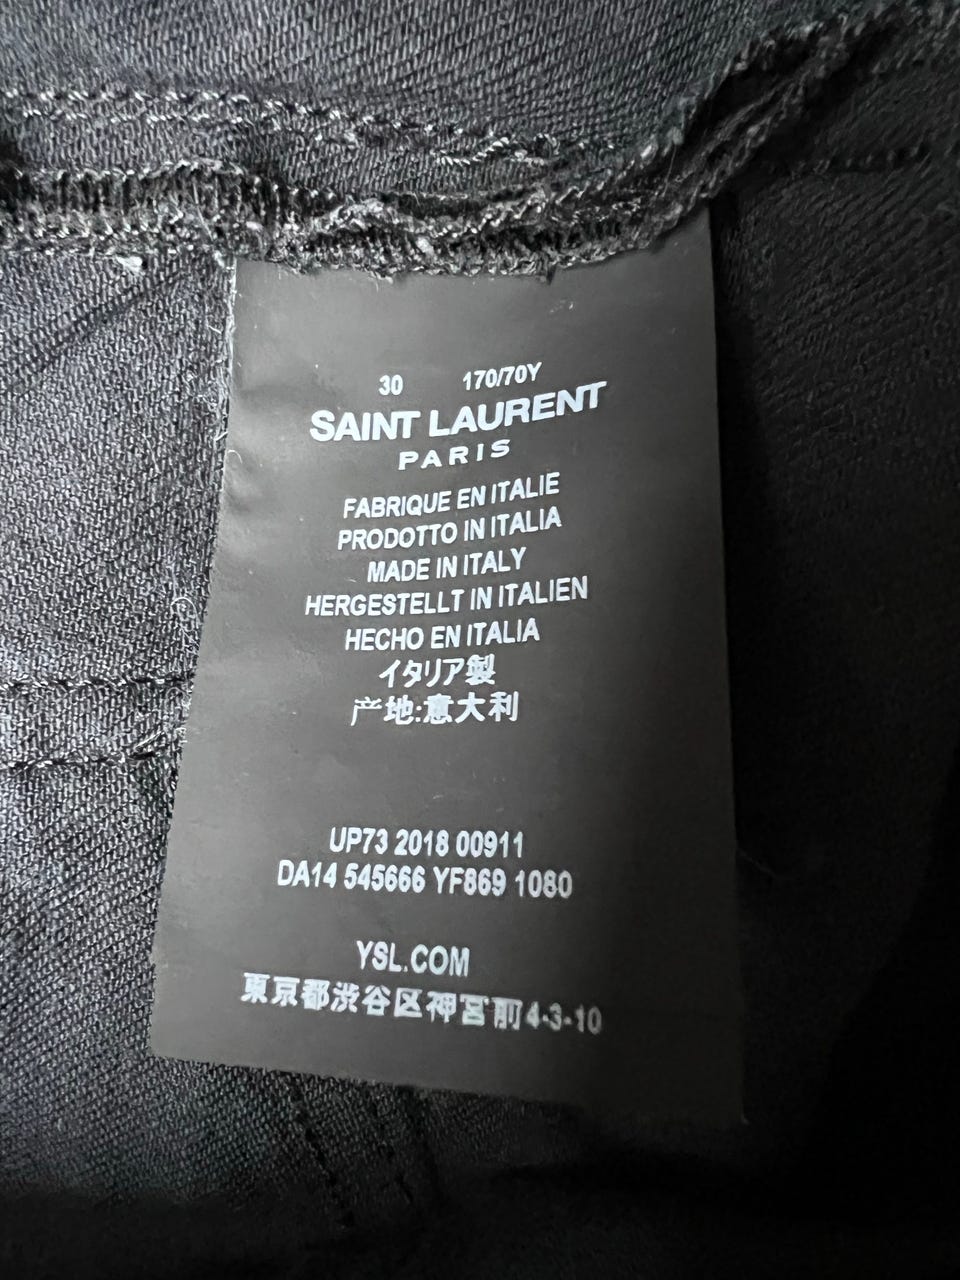 30 170/70Y
SAINT LAURENT
PARIS
FABRIQUE EN ITALIE
PRODOTTO IN ITALIA
MADE IN ITALY
HERGESTELLT IN ITALIEN
HECHO EN ITALIA
イタリア製
产地:意大利
UP73 2018 00911
DA14 545666 YF869 1080
YSL.COM
東京都渋谷区神宮前4-3-10